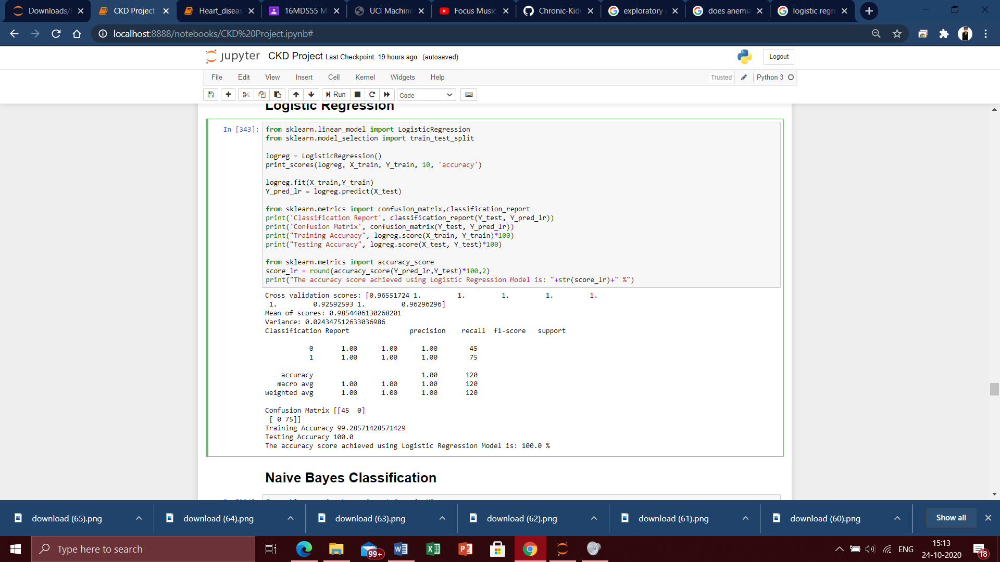 Downloads/
CKD Project
Heart_diseas
16MDS55 M
UCI Machine
Focus Music
Chronic-Kidn
exploratory
does anemia
logistic regre
localhost:8888/notebooks/CKD%20Project.ipynb#
jupyter CKD Project Last Checkpoint: 19 hours ago (autosaved)
Logout
File Edit View Insert Cell Kernel Widgets Help
Trusted Python 3
Run Code
Logistic Regression
In [343]:
from sklearn.linear_model import LogisticRegression
from sklearn.model_selection import train_test_split
logreg = LogisticRegression()
print_scores(logreg, X_train, Y_train, 10, 'accuracy')
logreg.fit(X_train,Y_train)
Y_pred_lr = logreg.predict(X_test)
from sklearn.metrics import confusion_matrix,classification_report
print('Classification Report', classification_report(Y_test, Y_pred_lr))
print('Confusion Matrix', confusion_matrix(Y_test, Y_pred_lr))
print("Training Accuracy", logreg.score(X_train, Y_train)*100)
print("Testing Accuracy", logreg.score(X_test, Y_test)*100)
from sklearn.metrics import accuracy_score
score_lr = round(accuracy_score(Y_pred_lr,Y_test)*100,2)
print("The accuracy score achieved using Logistic Regression Model is: "+str(score_lr)+" %")
Cross validation scores: [0.96551724 1. 1. 1. 1. 1.
1. 0.92592593 1. 0.96296296]
Mean of scores: 0.9854406130268201
Variance: 0.024347512633036986
Classification Report precision recall f1-score support
0 1.00 1.00 1.00 45
1 1.00 1.00 1.00 75
accuracy 1.00 120
macro avg 1.00 1.00 1.00 120
weighted avg 1.00 1.00 1.00 120
Confusion Matrix [[45 0]
[ 0 75]]
Training Accuracy 99.28571428571429
Testing Accuracy 100.0
The accuracy score achieved using Logistic Regression Model is: 100.0 %
Naive Bayes Classification
download (65).png
download (64).png
download (63).png
download (62).png
download (61).png
download (60).png
Show all
Type here to search
99+
ENG
15:13
24-10-2020
18